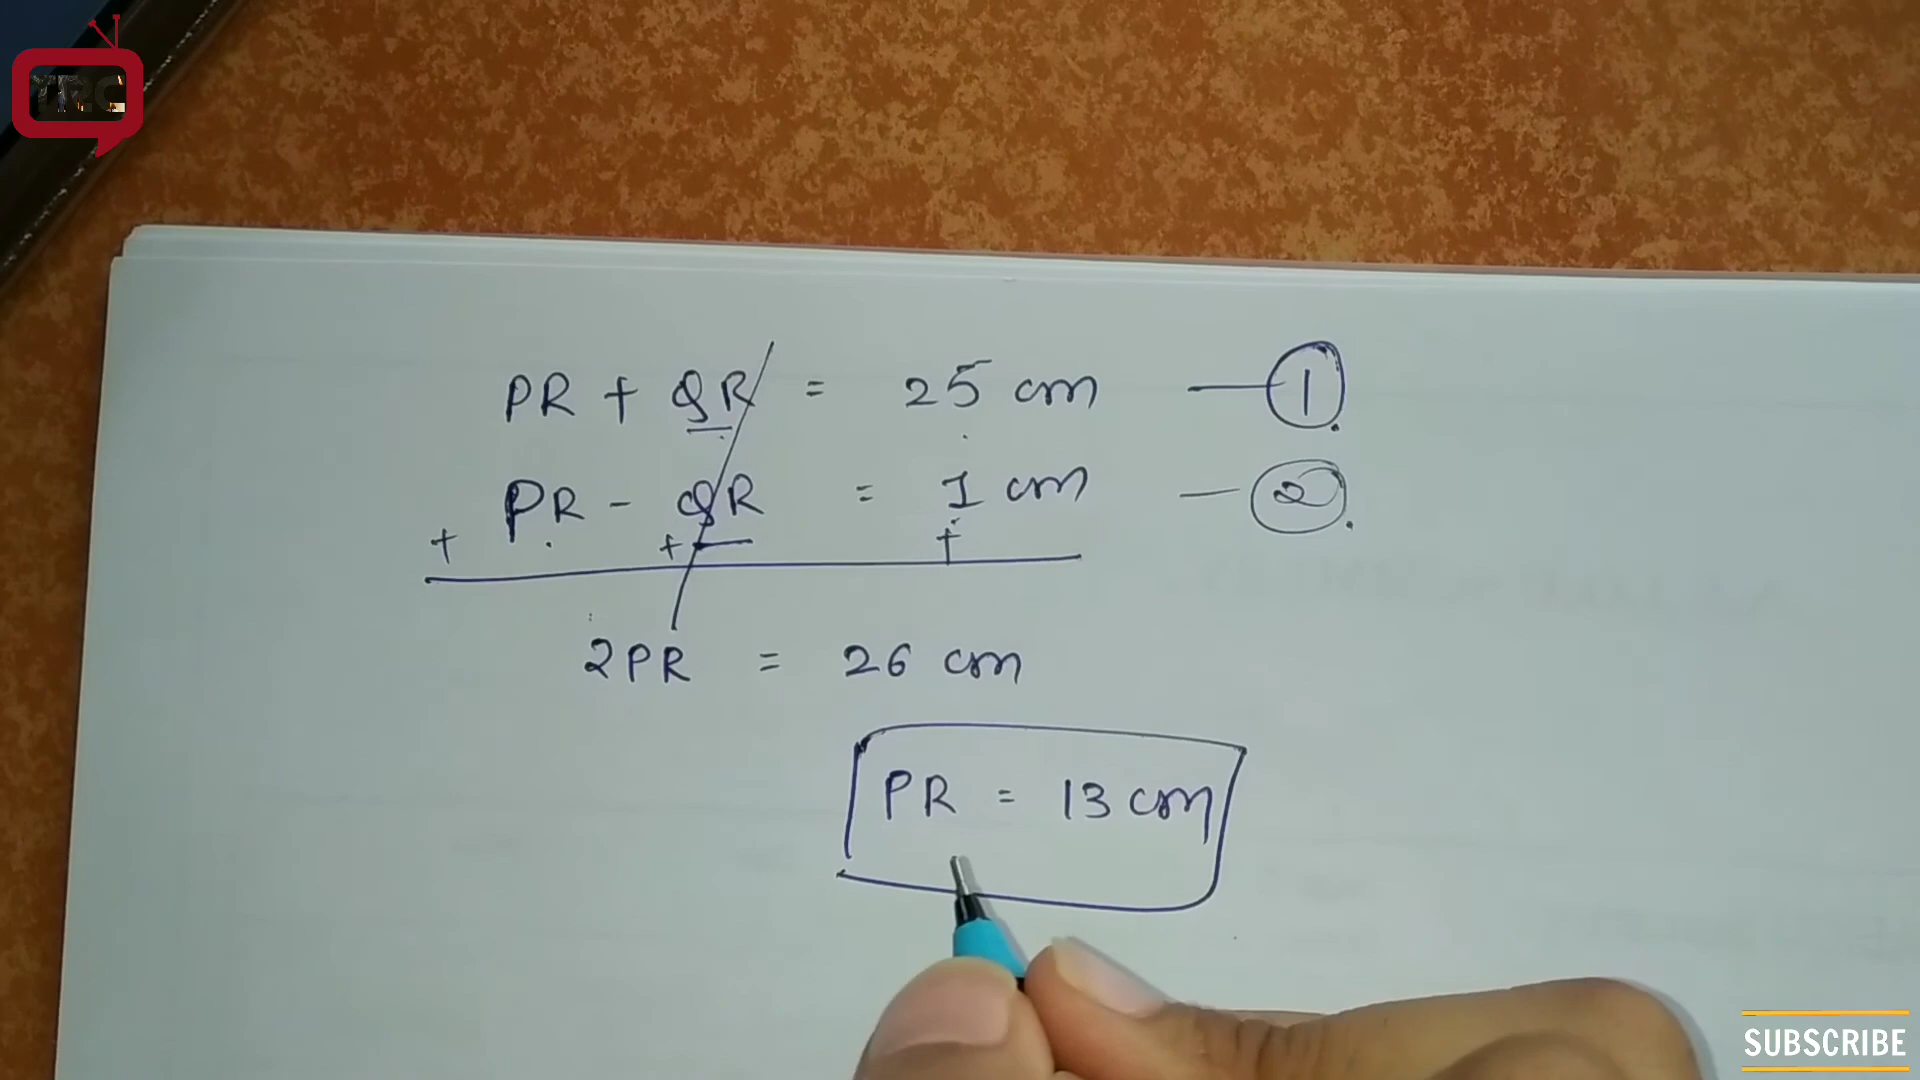 PR + QR = 25 cm — 1
PR - QR = 1 cm — 2
+ + +
2PR = 26 cm
PR = 13 cm
SUBSCRIBE